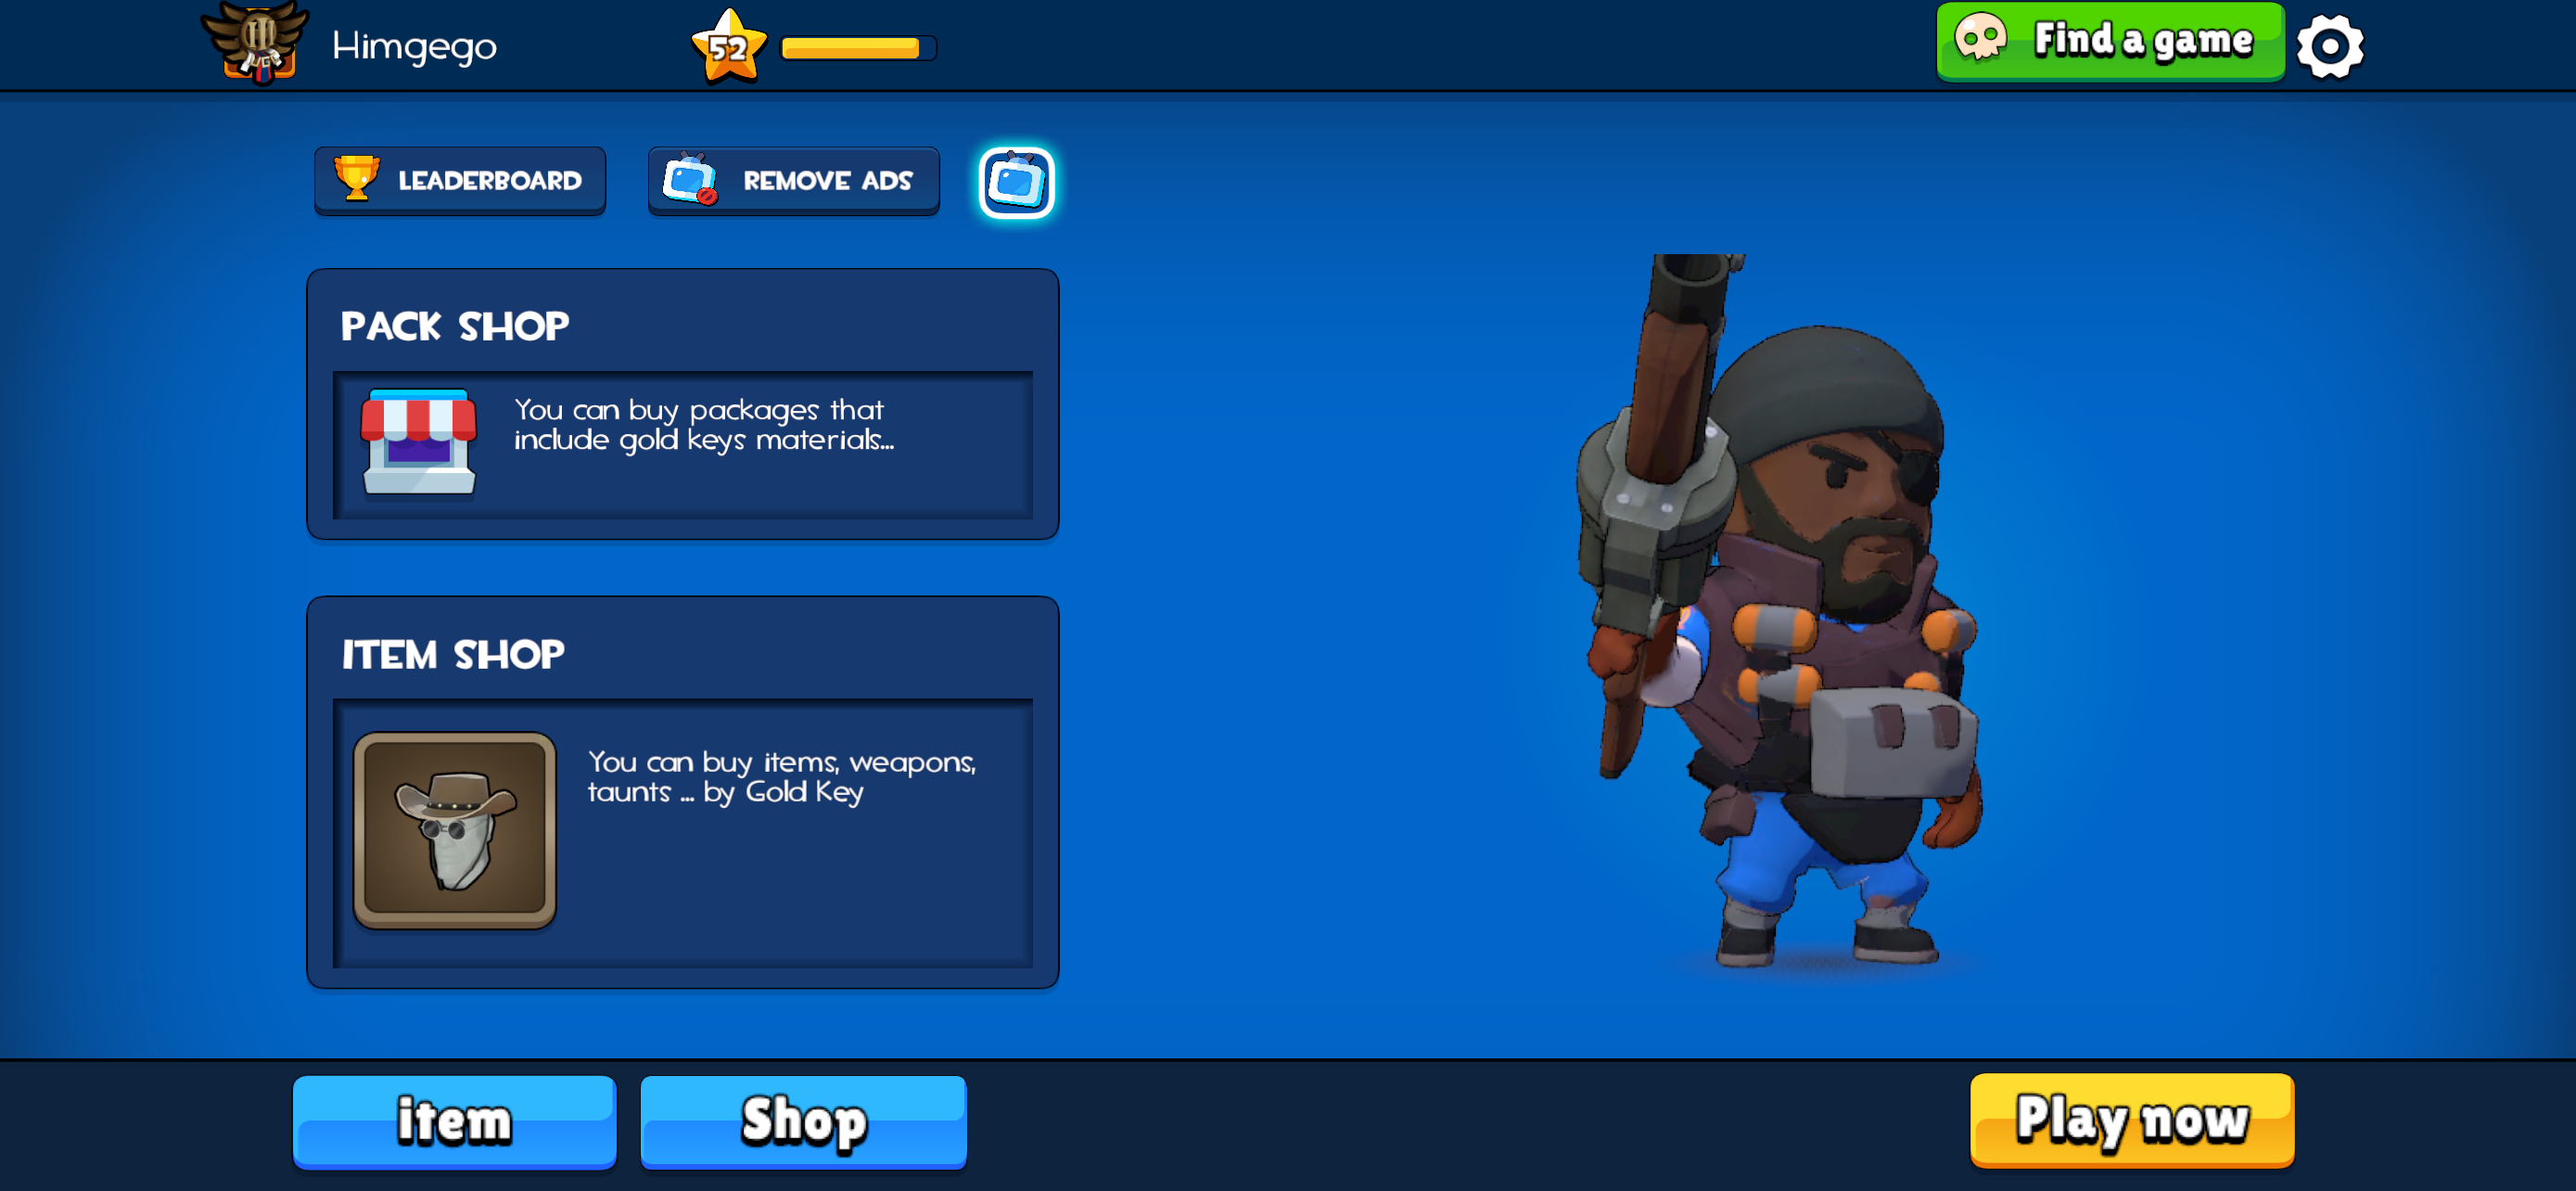 Himgego
52
Find a game
LEADERBOARD
REMOVE ADS
PACK SHOP
You can buy packages that
include gold keys materials...
ITEM SHOP
You can buy items, weapons,
taunts ... by Gold Key
item
Shop
Play now